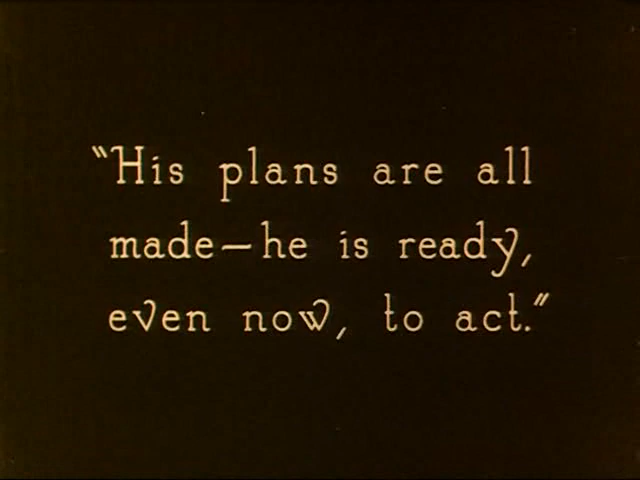 “His plans are all
made—he is ready,
even now, to act.”